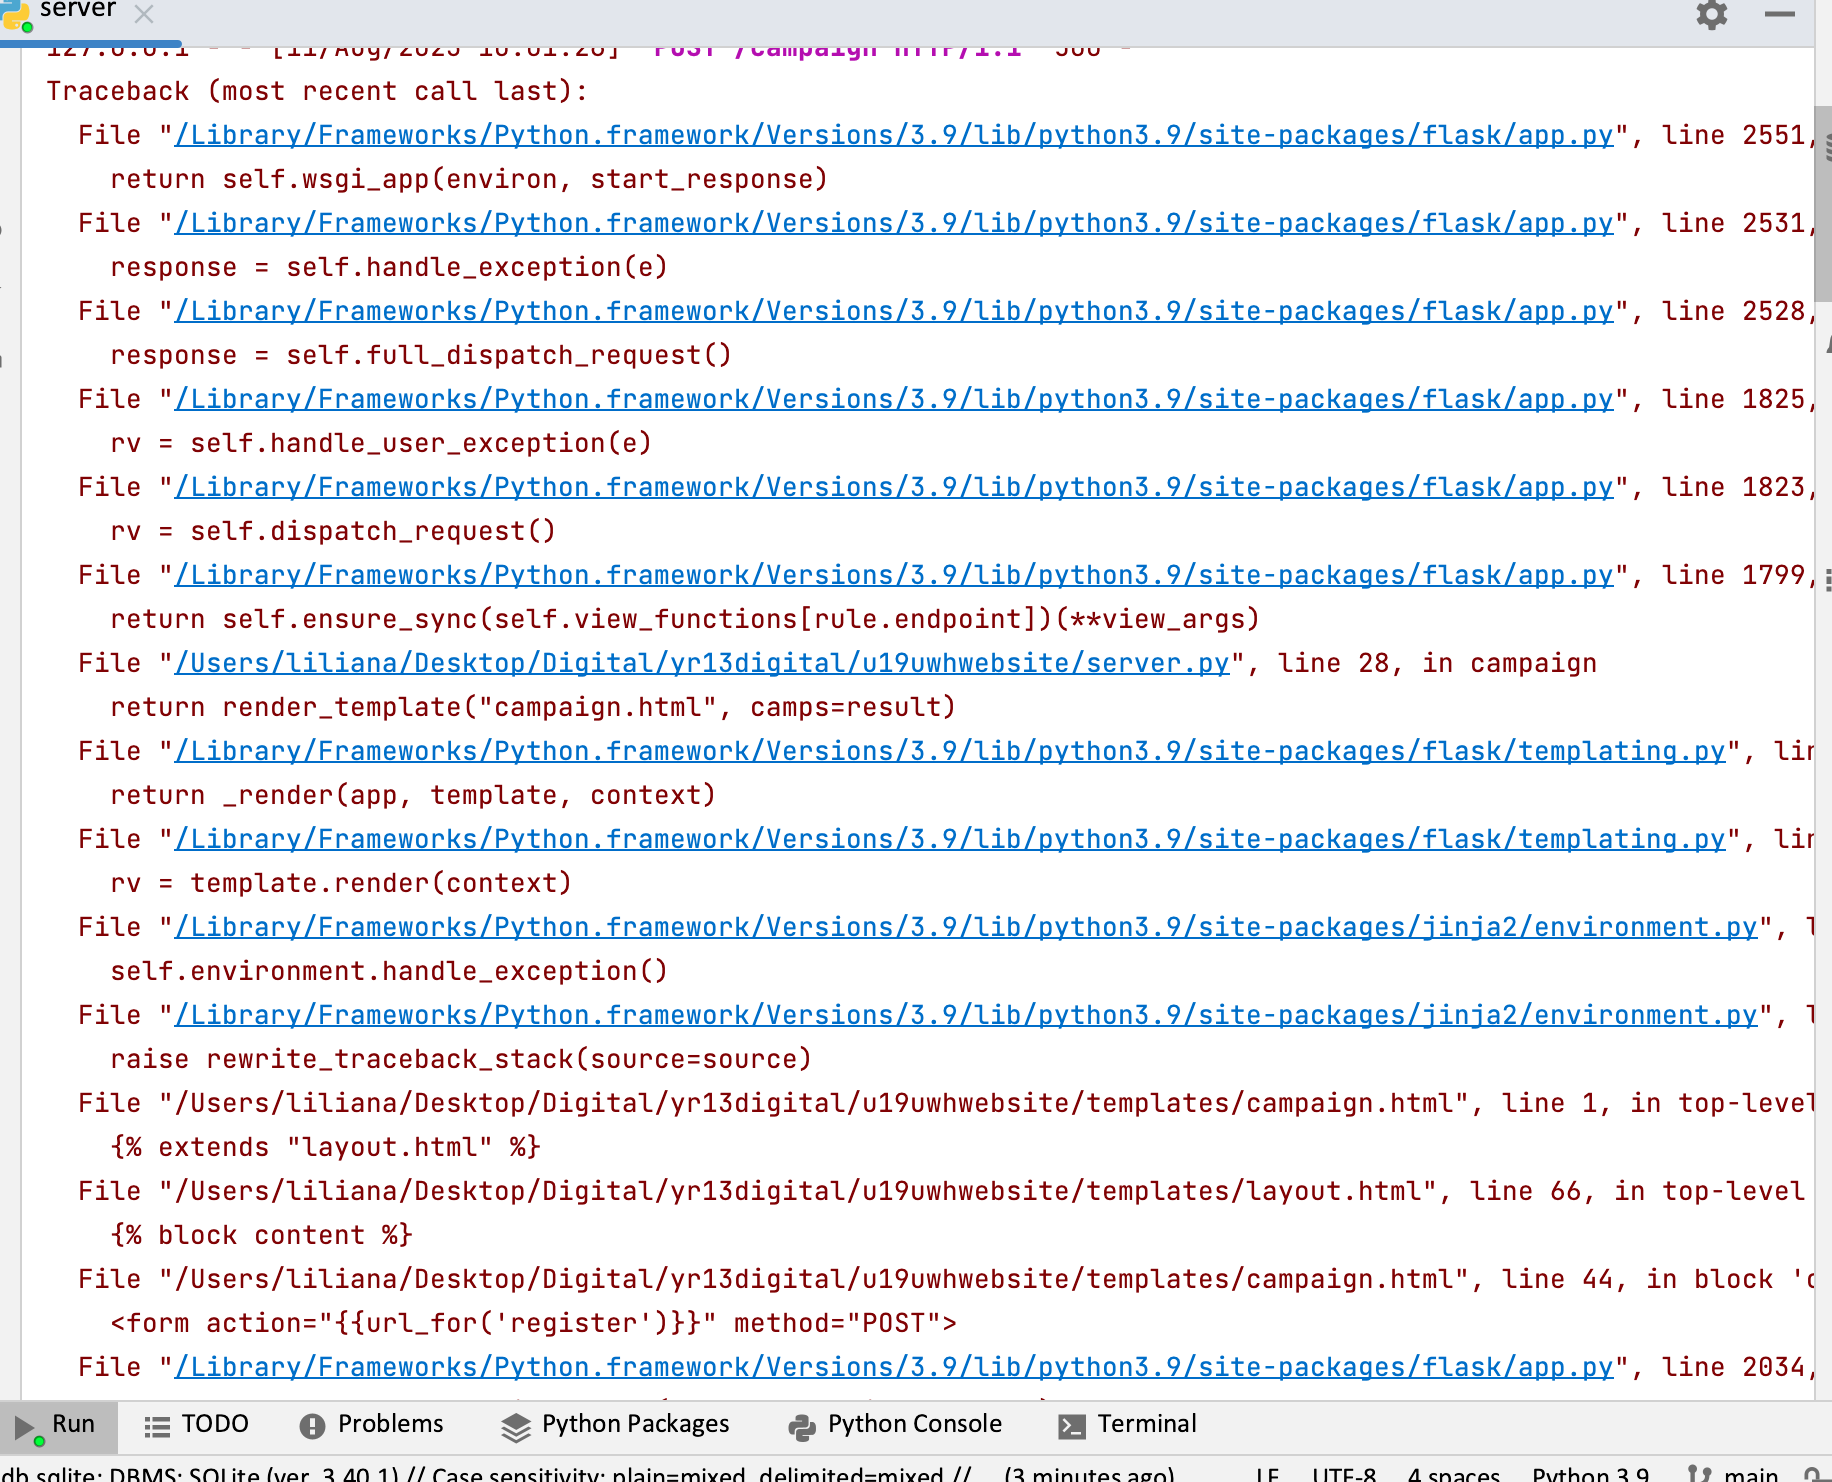 server
127.0.0.1 - - [11/Aug/2023 16:01:26] "POST /campaign HTTP/1.1" 500 -
Traceback (most recent call last):
File "/Library/Frameworks/Python.framework/Versions/3.9/lib/python3.9/site-packages/flask/app.py", line 2551,
return self.wsgi_app(environ, start_response)
File "/Library/Frameworks/Python.framework/Versions/3.9/lib/python3.9/site-packages/flask/app.py", line 2531,
response = self.handle_exception(e)
File "/Library/Frameworks/Python.framework/Versions/3.9/lib/python3.9/site-packages/flask/app.py", line 2528,
response = self.full_dispatch_request()
File "/Library/Frameworks/Python.framework/Versions/3.9/lib/python3.9/site-packages/flask/app.py", line 1825,
rv = self.handle_user_exception(e)
File "/Library/Frameworks/Python.framework/Versions/3.9/lib/python3.9/site-packages/flask/app.py", line 1823,
rv = self.dispatch_request()
File "/Library/Frameworks/Python.framework/Versions/3.9/lib/python3.9/site-packages/flask/app.py", line 1799,
return self.ensure_sync(self.view_functions[rule.endpoint])(**view_args)
File "/Users/liliana/Desktop/Digital/yr13digital/u19uwhwebsite/server.py", line 28, in campaign
return render_template("campaign.html", camps=result)
File "/Library/Frameworks/Python.framework/Versions/3.9/lib/python3.9/site-packages/flask/templating.py", lin
return _render(app, template, context)
File "/Library/Frameworks/Python.framework/Versions/3.9/lib/python3.9/site-packages/flask/templating.py", lin
rv = template.render(context)
File "/Library/Frameworks/Python.framework/Versions/3.9/lib/python3.9/site-packages/jinja2/environment.py", l
self.environment.handle_exception()
File "/Library/Frameworks/Python.framework/Versions/3.9/lib/python3.9/site-packages/jinja2/environment.py", l
raise rewrite_traceback_stack(source=source)
File "/Users/liliana/Desktop/Digital/yr13digital/u19uwhwebsite/templates/campaign.html", line 1, in top-level
{% extends "layout.html" %}
File "/Users/liliana/Desktop/Digital/yr13digital/u19uwhwebsite/templates/layout.html", line 66, in top-level
{% block content %}
File "/Users/liliana/Desktop/Digital/yr13digital/u19uwhwebsite/templates/campaign.html", line 44, in block 'c
<form action="{{url_for('register')}}" method="POST">
File "/Library/Frameworks/Python.framework/Versions/3.9/lib/python3.9/site-packages/flask/app.py", line 2034,
Run TODO Problems Python Packages Python Console Terminal
db.sqlite: DBMS: SQLite (ver. 3.40.1) // Case sensitivity: plain=mixed, delimited=mixed // ... (3 minutes ago) LF UTF-8 4 spaces Python 3.9 main